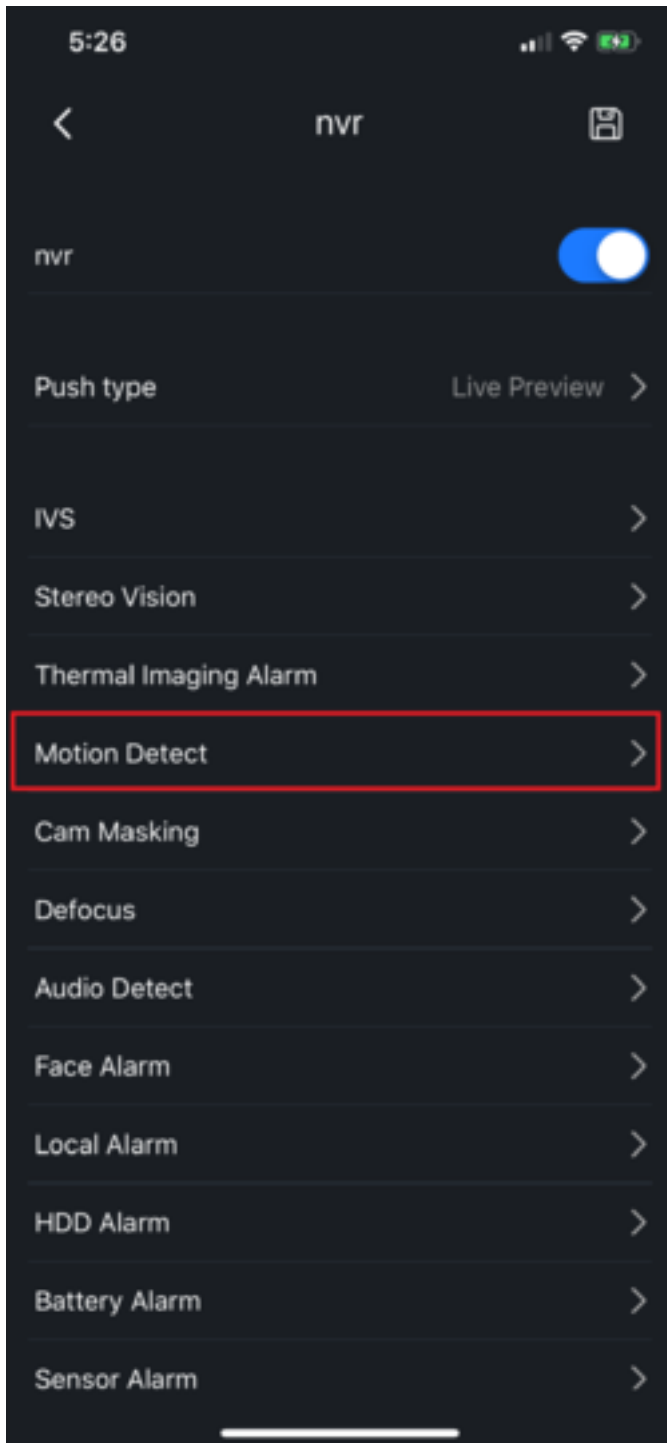 5:26
nvr
nvr
Push type Live Preview
IVS
Stereo Vision
Thermal Imaging Alarm
Motion Detect
Cam Masking
Defocus
Audio Detect
Face Alarm
Local Alarm
HDD Alarm
Battery Alarm
Sensor Alarm